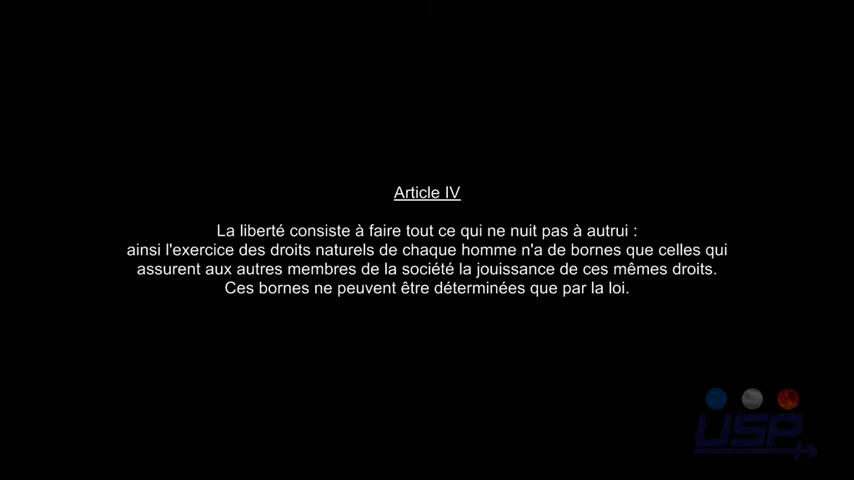 Article IV
La liberté consiste à faire tout ce qui ne nuit pas à autrui :
ainsi l'exercice des droits naturels de chaque homme n'a de bornes que celles qui
assurent aux autres membres de la société la jouissance de ces mêmes droits.
Ces bornes ne peuvent être déterminées que par la loi.
USP